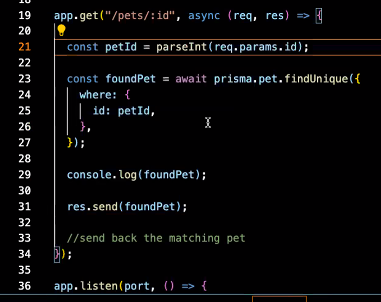 19 app.get("/pets/:id", async (req, res) => {
20
21 const petId = parseInt(req.params.id);
22
23 const foundPet = await prisma.pet.findUnique({
24 where: {
25 id: petId,
26 },
27 });
28
29 console.log(foundPet);
30
31 res.send(foundPet);
32
33 //send back the matching pet
34 });
35
36 app.listen(port, () => {